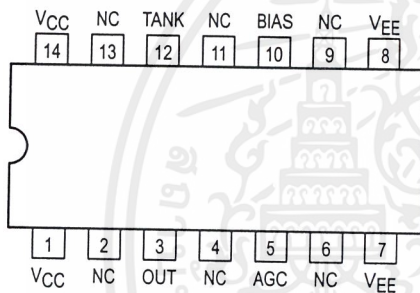 VCC NC TANK NC BIAS NC VEE
14 13 12 11 10 9 8
1 2 3 4 5 6 7
VCC NC OUT NC AGC NC VEE